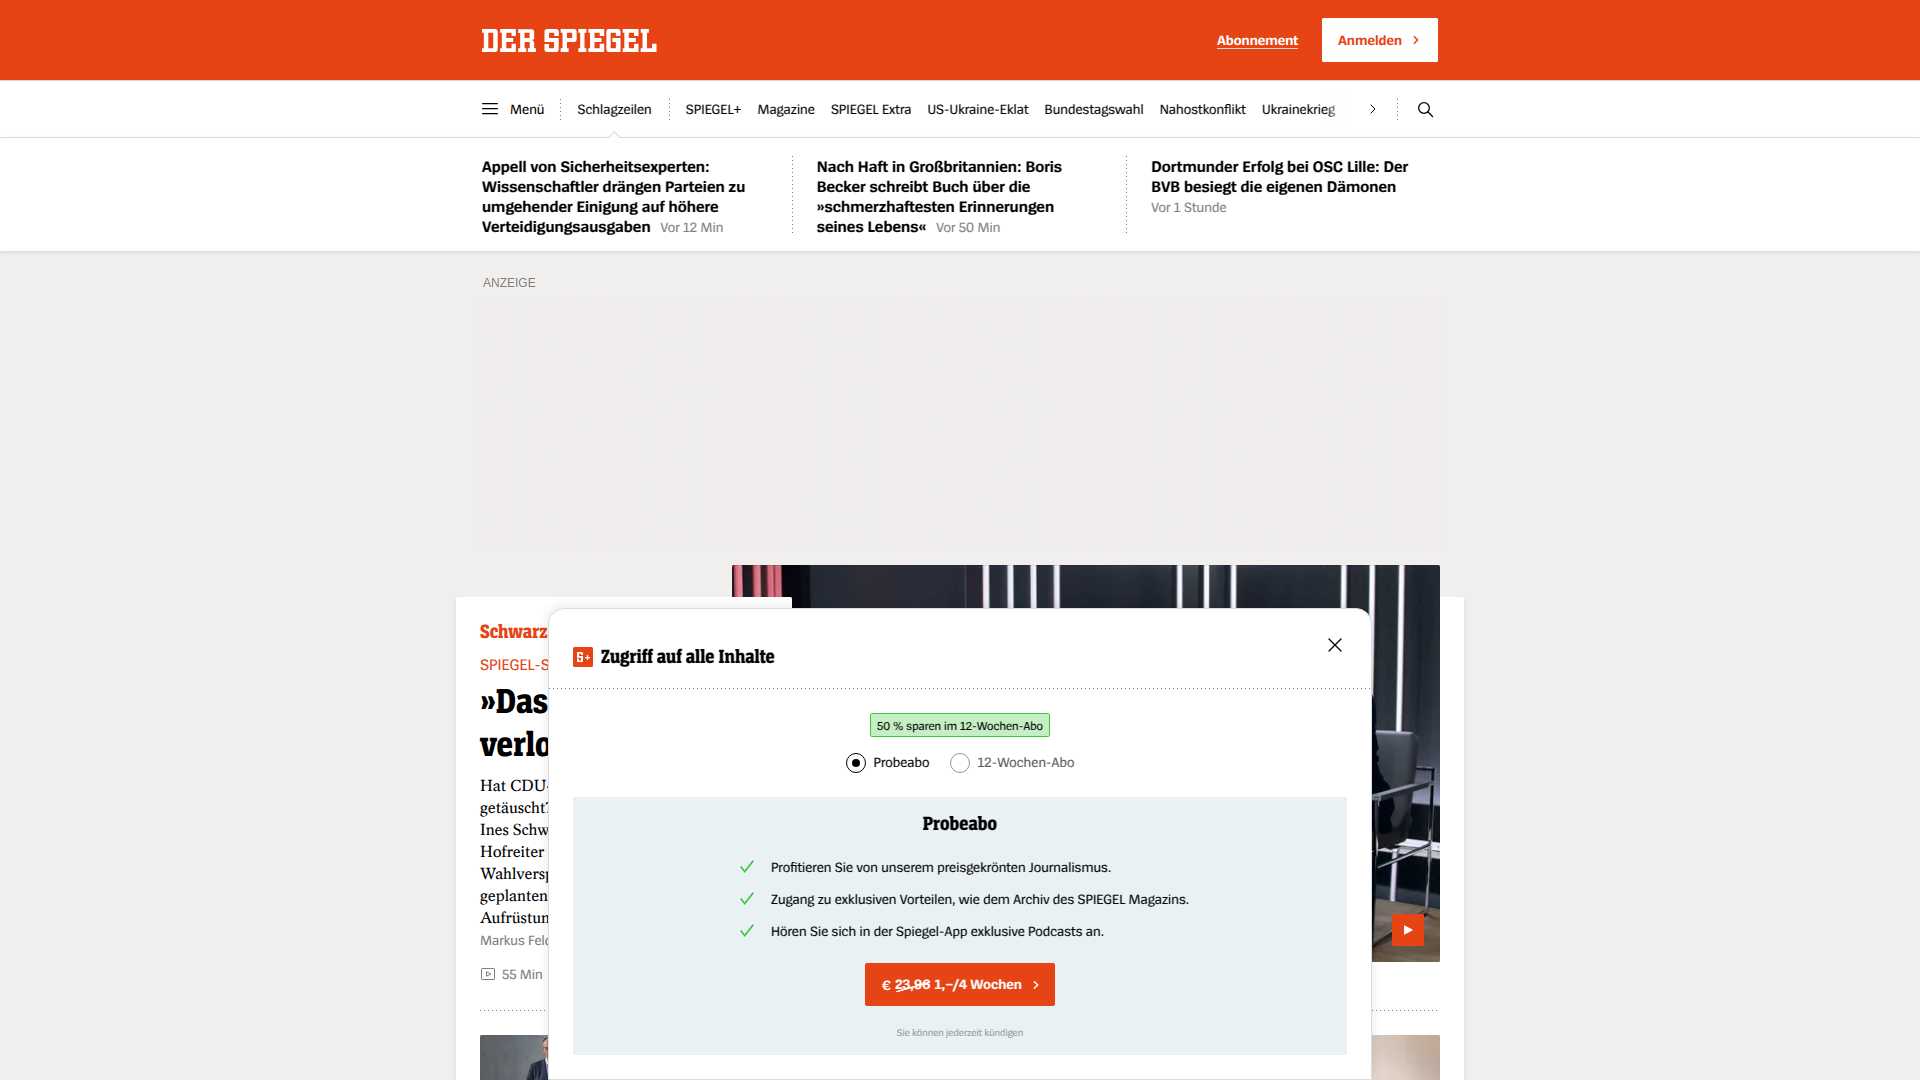 DER SPIEGEL
Abonnement
Anmelden
Menü
Schlagzeilen
SPIEGEL+
Magazine
SPIEGEL Extra
US-Ukraine-Eklat
Bundestagswahl
Nahostkonflikt
Ukrainekrieg
Appell von Sicherheitsexperten:
Wissenschaftler drängen Parteien zu
umgehender Einigung auf höhere
Verteidigungsausgaben Vor 12 Min
Nach Haft in Großbritannien: Boris
Becker schreibt Buch über die
»schmerzhaftesten Erinnerungen
seines Lebens« Vor 50 Min
Dortmunder Erfolg bei OSC Lille: Der
BVB besiegt die eigenen Dämonen
Vor 1 Stunde
ANZEIGE
Schwarz
SPIEGEL-S
»Das
verlo
Hat CDU-
getäuscht?
Ines Schw
Hofreiter
Wahlversp
geplanten
Aufrüstun
Markus Feld
55 Min
Zugriff auf alle Inhalte
50 % sparen im 12-Wochen-Abo
Probeabo
12-Wochen-Abo
Probeabo
Profitieren Sie von unserem preisgekrönten Journalismus.
Zugang zu exklusiven Vorteilen, wie dem Archiv des SPIEGEL Magazins.
Hören Sie sich in der Spiegel-App exklusive Podcasts an.
€ 23,96 1,–/4 Wochen
Sie können jederzeit kündigen